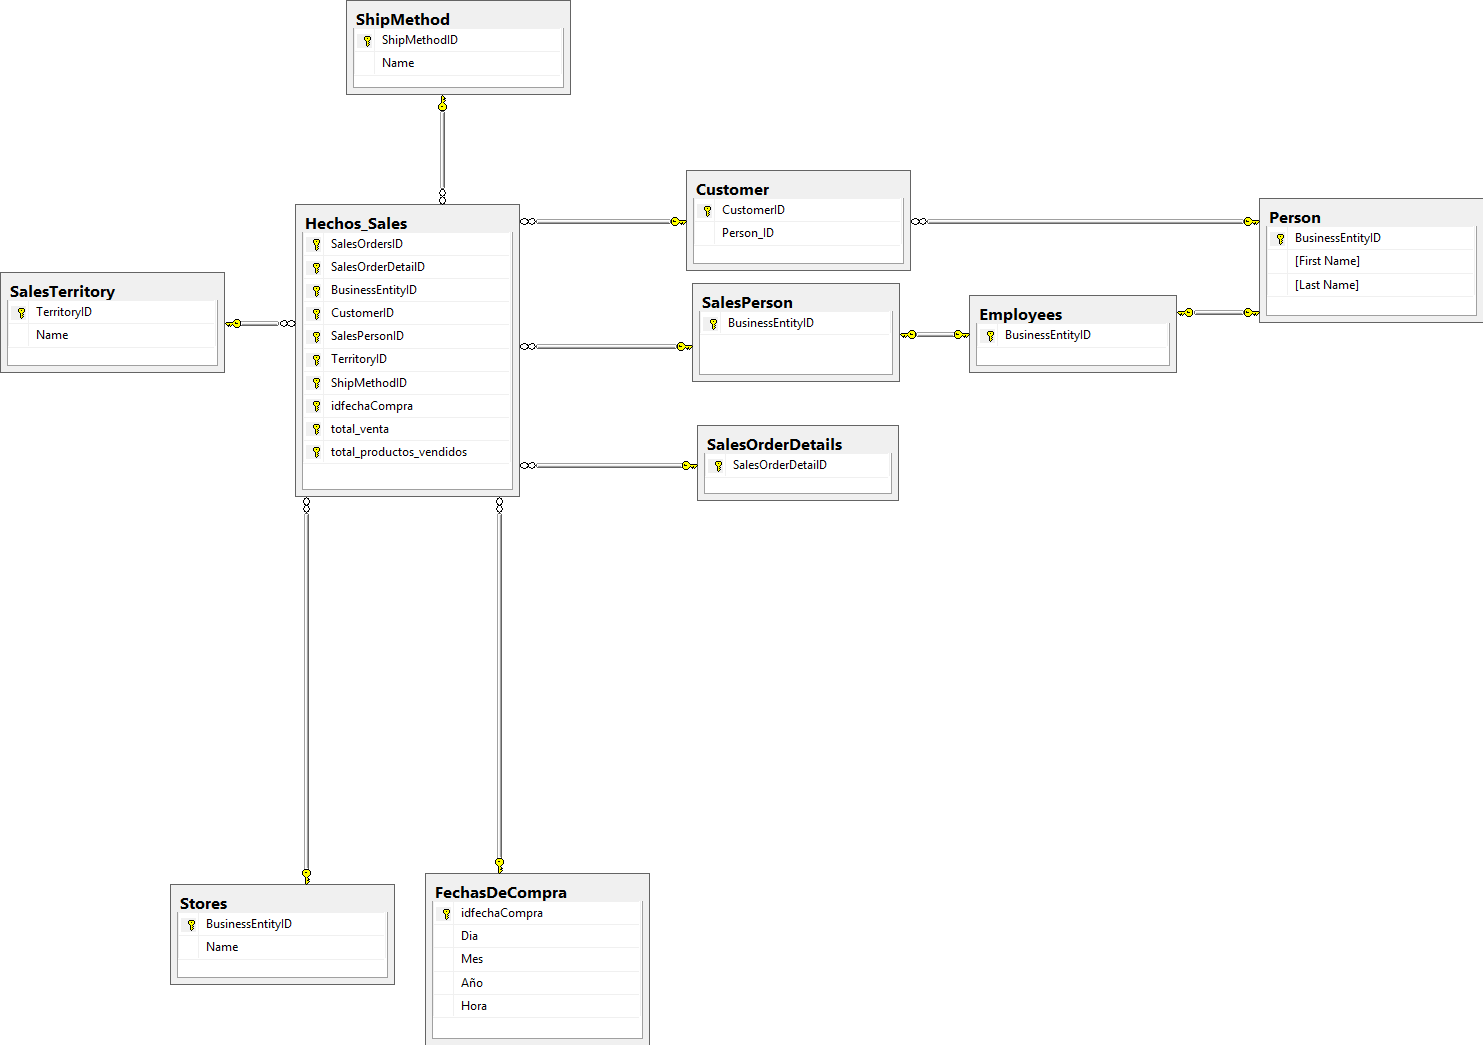 ShipMethod
ShipMethodID
Name
Customer
CustomerID
Person_ID
Person
BusinessEntityID
[First Name]
[Last Name]
Hechos_Sales
SalesOrdersID
SalesOrderDetailD
BusinessEntityID
CustomerID
SalesPersonID
TerritoryID
ShipMethodID
idfechaCompra
total_venta
total_productos_vendidos
SalesTerritory
TerritoryID
Name
SalesPerson
BusinessEntityID
Employees
BusinessEntityID
SalesOrderDetails
SalesOrderDetailD
Stores
BusinessEntityID
Name
FechasDeCompra
idfechaCompra
Dia
Mes
Año
Hora